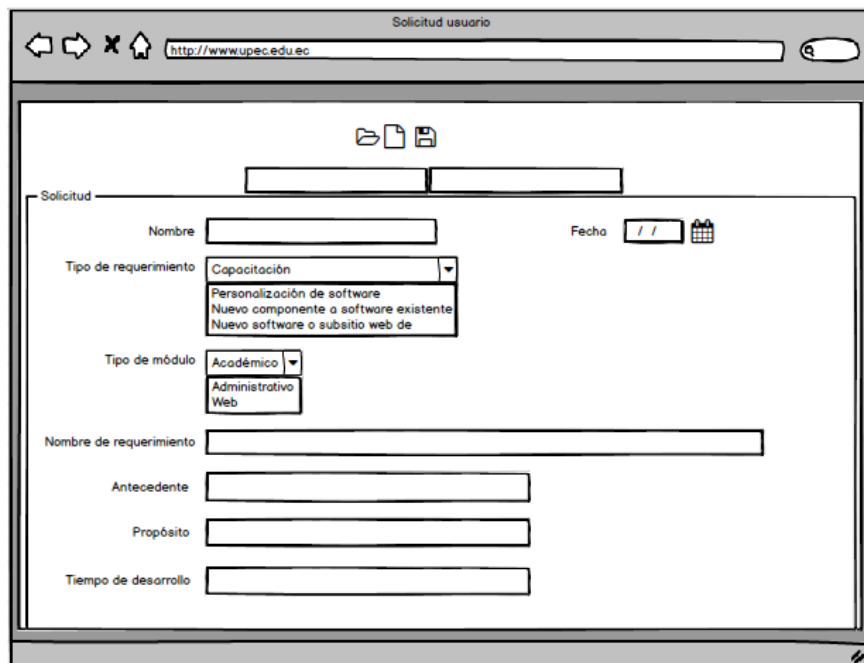 Solicitud usuario
http://www.upec.edu.ec
Solicitud
Nombre
Fecha / /
Tipo de requerimiento Capacitación
Personalización de software
Nuevo componente a software existente
Nuevo software o subsitio web de
Tipo de módulo Académico
Administrativo
Web
Nombre de requerimiento
Antecedente
Propósito
Tiempo de desarrollo